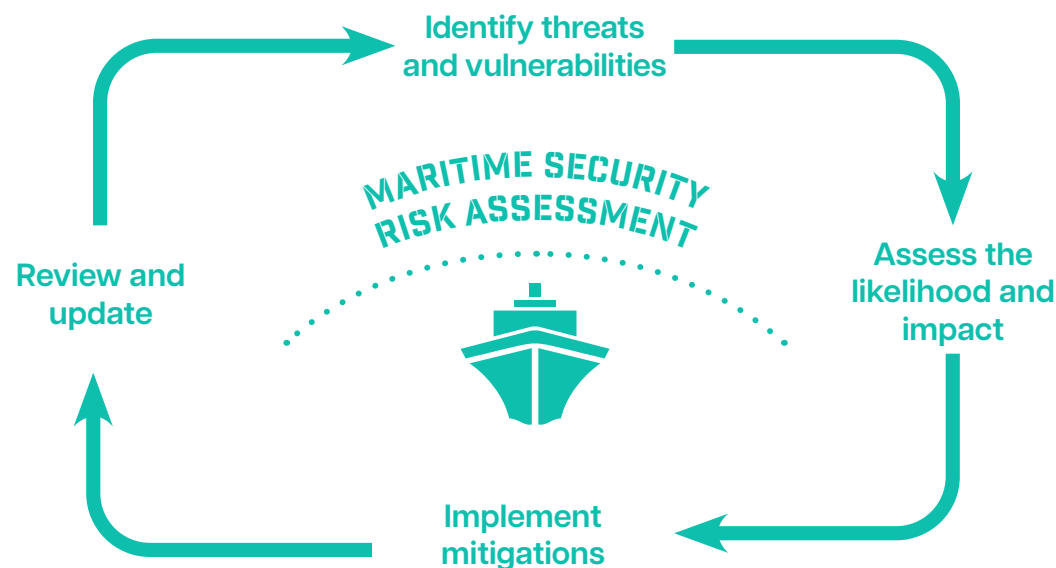 Identify threats
and vulnerabilities
MARITIME SECURITY
RISK ASSESSMENT
Assess the
likelihood and
impact
Review and
update
Implement
mitigations